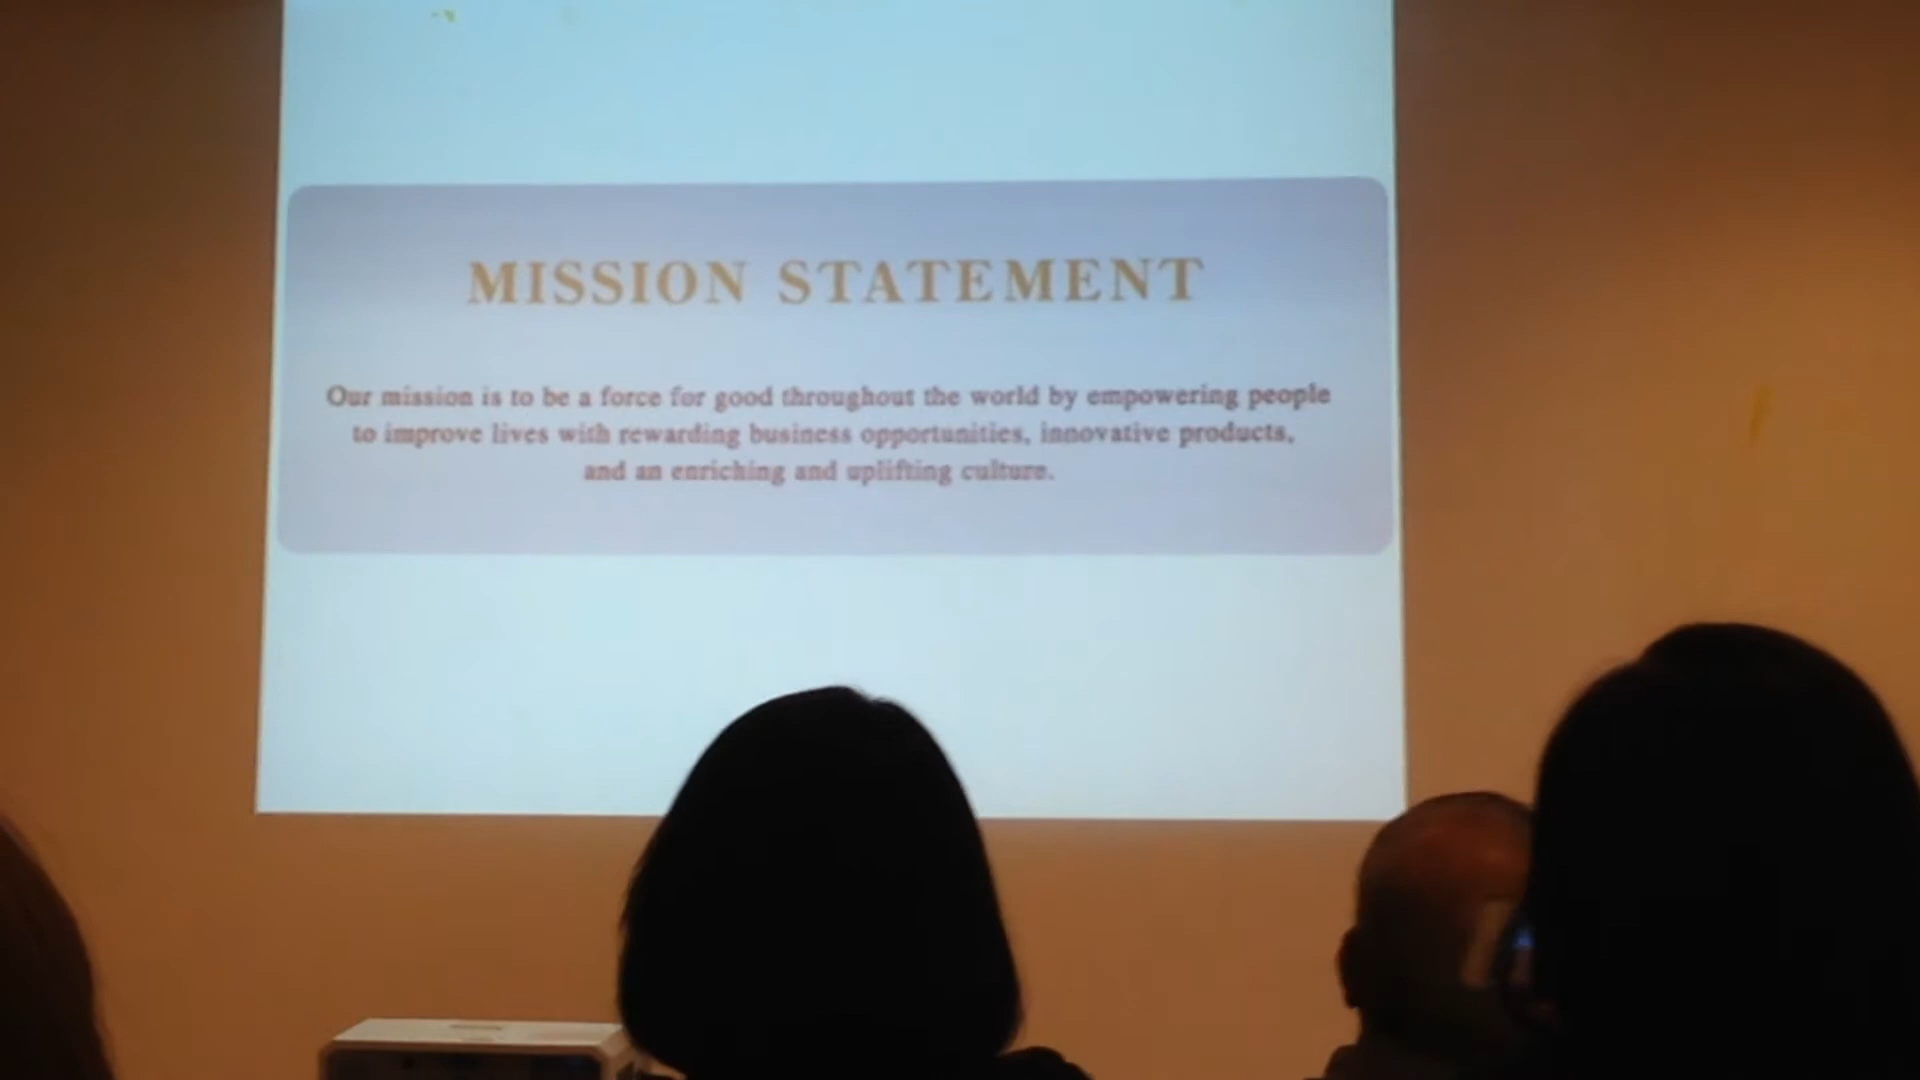 MISSION STATEMENT
Our mission is to be a force for good throughout the world by empowering people
to improve lives with rewarding business opportunities, innovative products,
and an enriching and uplifting culture.